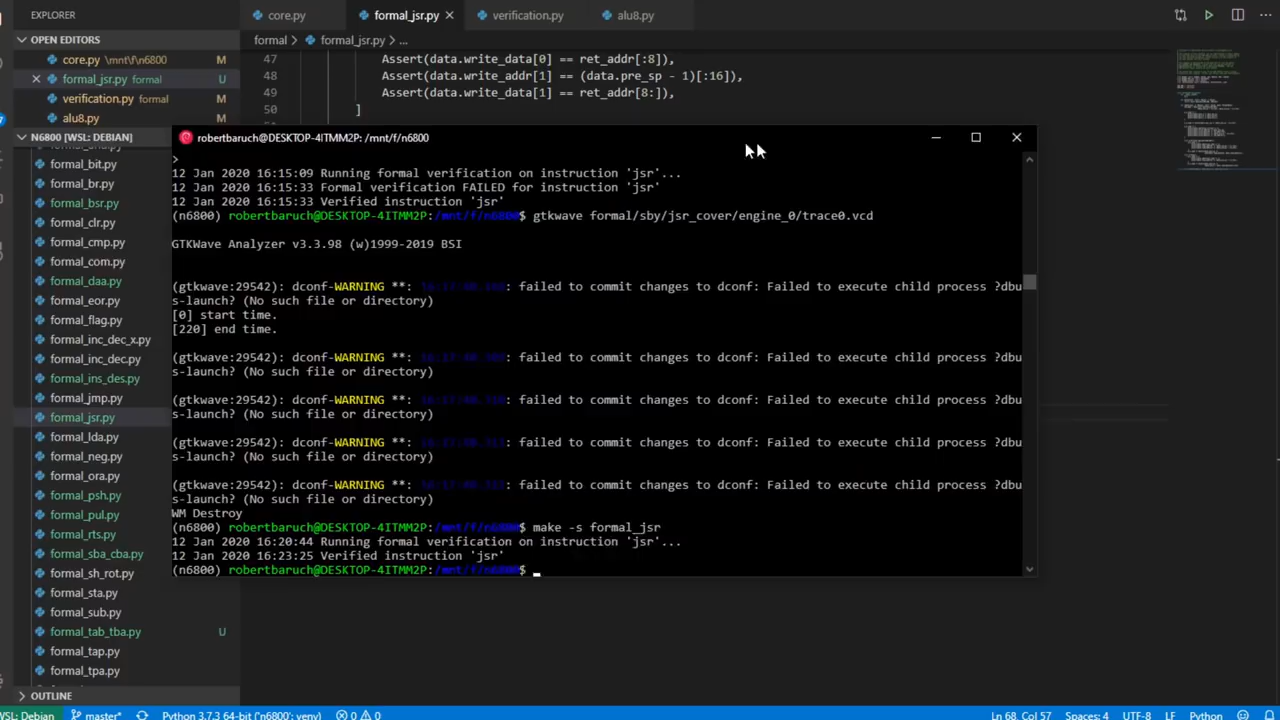 EXPLORER
core.py
formal_jsr.py
verification.py
alu8.py
OPEN EDITORS
formal > formal_jsr.py > ...
core.py \mnt\f\n6800 M
formal_jsr.py formal U
verification.py formal M
alu8.py M
47 Assert(data.write_data[0] == ret_addr[:8]),
48 Assert(data.write_addr[1] == (data.pre_sp - 1)[:16]),
49 Assert(data.write_data[1] == ret_addr[8:]),
50 ]
N6800 [WSL: DEBIAN]
formal_bit.py
formal_br.py
formal_bsr.py
formal_clr.py
formal_cmp.py
formal_com.py
formal_daa.py
formal_eor.py
formal_flag.py
formal_inc_dec_x.py
formal_inc_dec.py
formal_ins_des.py
formal_jmp.py
formal_jsr.py
formal_lda.py
formal_neg.py
formal_ora.py
formal_psh.py
formal_pul.py
formal_rts.py
formal_sba_cba.py
formal_sh_rot.py
formal_sta.py
formal_sub.py
formal_tab_tba.py U
formal_tap.py
formal_tpa.py
OUTLINE
robertbaruch@DESKTOP-4ITMM2P: /mnt/f/n6800
>
12 Jan 2020 16:15:09 Running formal verification on instruction 'jsr'...
12 Jan 2020 16:15:33 Formal verification FAILED for instruction 'jsr'
12 Jan 2020 16:15:33 Verified instruction 'jsr'
(n6800) robertbaruch@DESKTOP-4ITMM2P:/mnt/f/n6800$ gtkwave formal/sby/jsr_cover/engine_0/trace0.vcd
GTKWave Analyzer v3.3.98 (w)1999-2019 BSI
(gtkwave:29542): dconf-WARNING **: : failed to commit changes to dconf: Failed to execute child process ?dbu
s-launch? (No such file or directory)
[0] start time.
[220] end time.
(gtkwave:29542): dconf-WARNING **: : failed to commit changes to dconf: Failed to execute child process ?dbu
s-launch? (No such file or directory)
(gtkwave:29542): dconf-WARNING **: : failed to commit changes to dconf: Failed to execute child process ?dbu
s-launch? (No such file or directory)
(gtkwave:29542): dconf-WARNING **: : failed to commit changes to dconf: Failed to execute child process ?dbu
s-launch? (No such file or directory)
(gtkwave:29542): dconf-WARNING **: : failed to commit changes to dconf: Failed to execute child process ?dbu
s-launch? (No such file or directory)
WM Destroy
(n6800) robertbaruch@DESKTOP-4ITMM2P:/mnt/f/n6800$ make -s formal_jsr
12 Jan 2020 16:20:44 Running formal verification on instruction 'jsr'...
12 Jan 2020 16:23:25 Verified instruction 'jsr'
(n6800) robertbaruch@DESKTOP-4ITMM2P:/mnt/f/n6800$
WSL: Debian master* Python 3.7.3 64-bit ('n6800': venv) 0 0 Ln 68, Col 57 Spaces: 4 UTF-8 LF Python